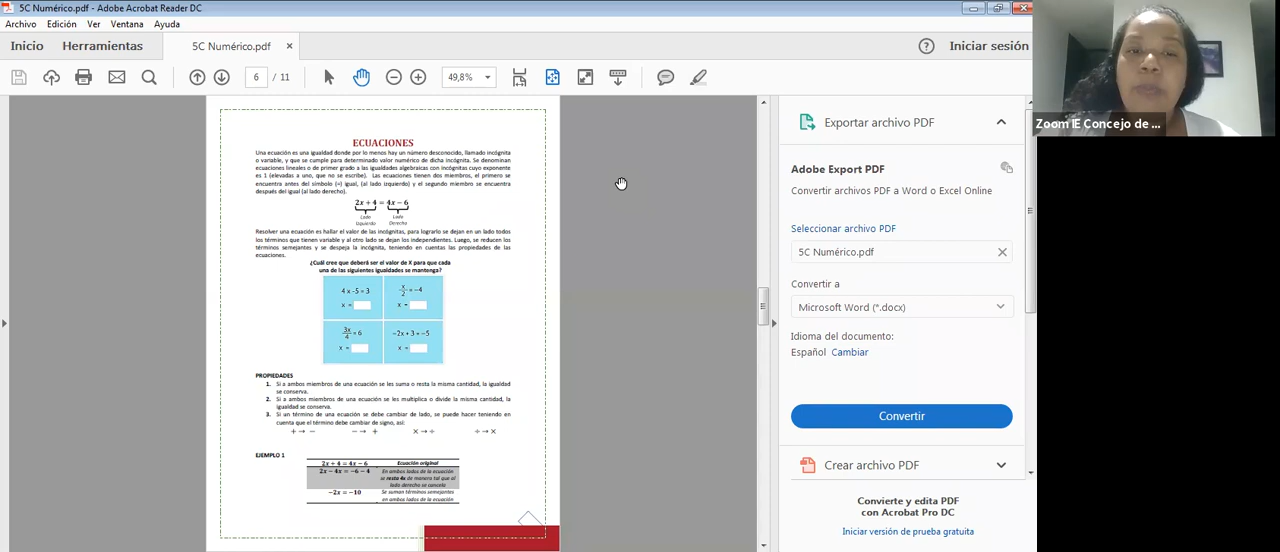 5C Numérico.pdf - Adobe Acrobat Reader DC
Archivo Edición Ver Ventana Ayuda
Inicio Herramientas 5C Numérico.pdf × Iniciar sesión
6 / 11 49,8%
ECUACIONES
Una ecuación es una igualdad donde por lo menos hay un número desconocido, llamado incógnita
o variable, y que se cumple para determinado valor numérico de dicha incógnita. Se denominan
ecuaciones lineales o de primer grado a las igualdades algebraicas con incógnitas cuyo exponente
es 1 (elevadas a uno, que no se escribe). Las ecuaciones tienen dos miembros, el primero se
encuentra antes del símbolo (=) igual, (al lado izquierdo) y el segundo miembro se encuentra
después del igual (al lado derecho).
2x + 4 = 4x − 6
Lado Izquierdo Lado Derecho
Resolver una ecuación es hallar el valor de las incógnitas, para lograrlo se dejan en un lado todos
los términos que tienen variable y al otro lado se dejan los independientes. Luego, se reducen los
términos semejantes y se despeja la incógnita, teniendo en cuentas las propiedades de las
ecuaciones.
¿Cuál cree que deberá ser el valor de X para que cada
una de las siguientes igualdades se mantenga?
4 x -5 = 3 x/2 = -4
x = x =
3x/4 = 6 −2x + 3 = −5
x = x =
PROPIEDADES
1. Si a ambos miembros de una ecuación se les suma o resta la misma cantidad, la igualdad
se conserva.
2. Si a ambos miembros de una ecuación se les multiplica o divide la misma cantidad, la
igualdad se conserva.
3. Si un término de una ecuación se debe cambiar de lado, se puede hacer teniendo en
cuenta que el término debe cambiar de signo, así:
+ → − − → + × → ÷ ÷ → ×
EJEMPLO 1
2x + 4 = 4x − 6 Ecuación original
2x − 4x = −6 − 4 En ambos lados de la ecuación
se resta 4x de manera tal que al
lado derecho se cancela
−2x = −10 Se suman términos semejantes
en ambos lados de la ecuación
Exportar archivo PDF
Adobe Export PDF
Convertir archivos PDF a Word o Excel Online
Seleccionar archivo PDF
5C Numérico.pdf
Convertir a
Microsoft Word (*.docx)
Idioma del documento:
Español Cambiar
Convertir
Crear archivo PDF
Convierte y edita PDF
con Acrobat Pro DC
Iniciar versión de prueba gratuita
Zoom IE Concejo de ...